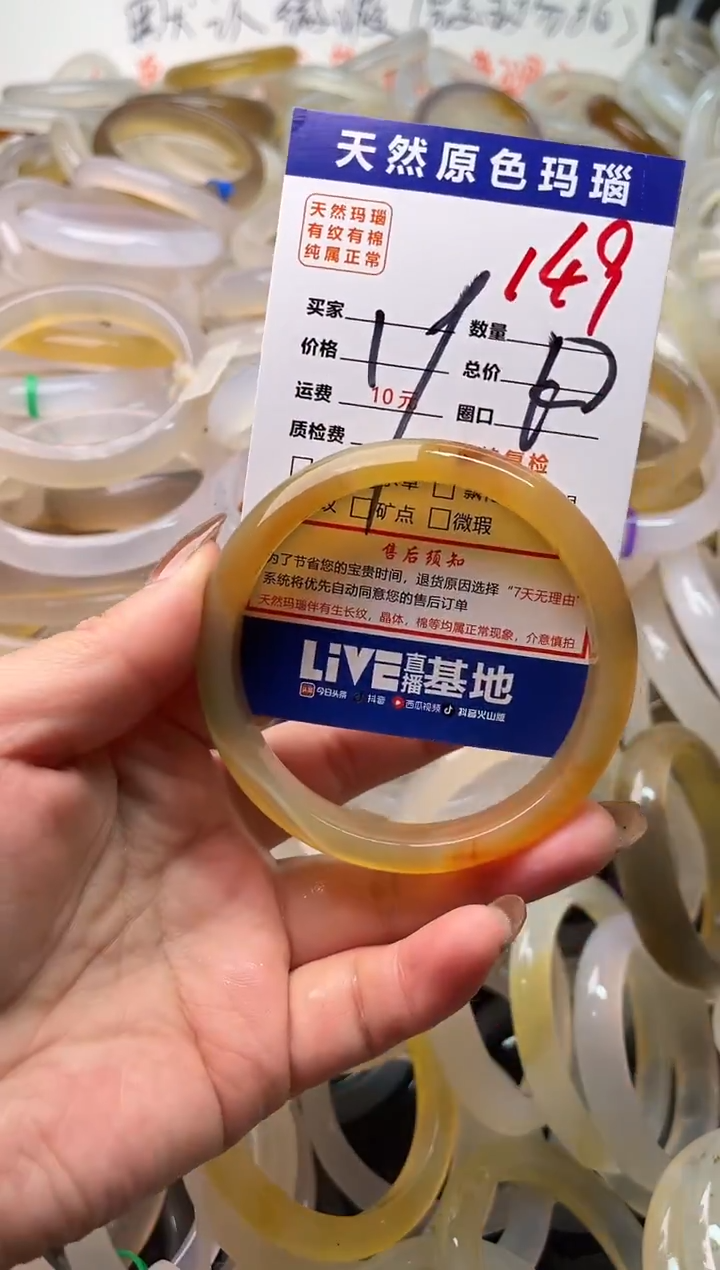 天然原色玛瑙
天然玛瑙
有纹有棉
纯属正常
149
买家
数量
价格
总价
运费 10元
圈口
质检费
复检
矿点 微瑕
售后须知
为了节省您的宝贵时间，退货原因选择“7天无理由”
系统将优先自动同意您的售后订单
天然玛瑙伴有生长纹，晶体，棉等均属正常现象，介意慎拍
LiVE直播基地
今日头条 抖音 西瓜视频 抖音火山版